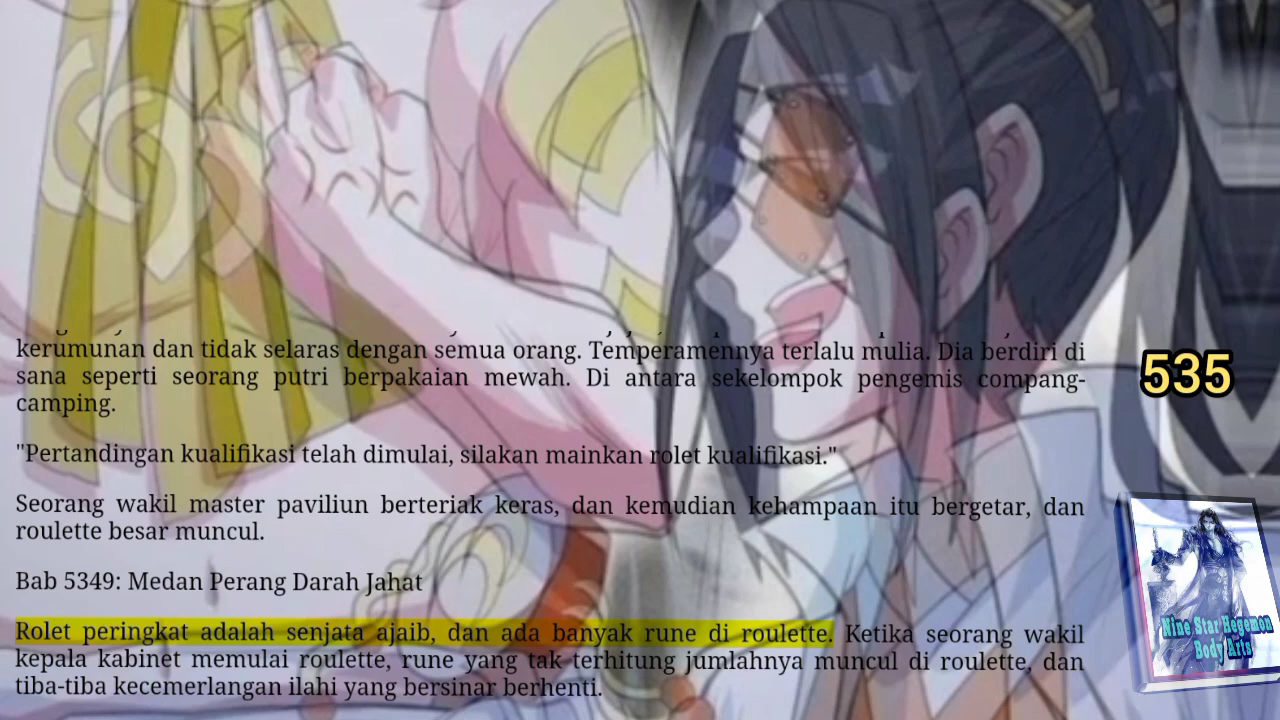 kerumunan dan tidak selaras dengan semua orang. Temperamennya terlalu mulia. Dia berdiri di
sana seperti seorang putri berpakaian mewah. Di antara sekelompok pengemis compang-
camping.
"Pertandingan kualifikasi telah dimulai, silakan mainkan rolet kualifikasi."
Seorang wakil master paviliun berteriak keras, dan kemudian kehampaan itu bergetar, dan
roulette besar muncul.
Bab 5349: Medan Perang Darah Jahat
Rolet peringkat adalah senjata ajaib, dan ada banyak rune di roulette. Ketika seorang wakil
kepala kabinet memulai roulette, rune yang tak terhitung jumlahnya muncul di roulette, dan
tiba-tiba kecemerlangan ilahi yang bersinar berhenti.
535
Nine Star Hegemon
Body Arts